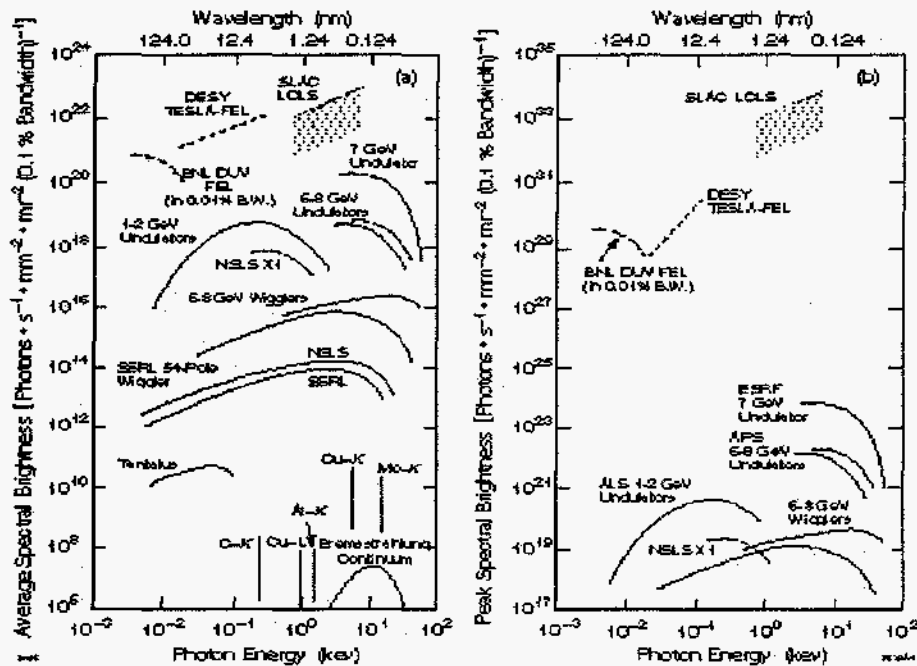 Wavelength (nm)
124.0 12.4 1.24 0.124
10^24
10^22
10^20
10^18
10^16
10^14
10^12
10^10
10^8
10^6
Average Spectral Brightness [Photons • s^-1 • mm^-2 • mr^-2 (0.1 % Bandwidth)^-1
(a)
DESY
TESLA-FEL
SLAC
LCLS
7 GeV
Undulator
BNL DUV
FEL
(in 0.01% B.W.)
6-8 GeV
Undulators
1-2 GeV
Undulators
NSLS X1
6-8 GeV Wigglers
SSRL 54-Pole
Wiggler
NSLS
SSRL
Tantalus
Cu-K
Mo-K
Al-K
C-K
Cu-L
Bremsstrahlung
Continuum
10^-3 10^-2 10^-1 10^0 10^1 10^2
Photon Energy (kev)
Wavelength (nm)
124.0 12.4 1.24 0.124
10^35
10^33
10^31
10^29
10^27
10^25
10^23
10^21
10^19
10^17
Peak Spectral Brightness [Photons • s^-1 • mm^-2 • mr^-2 (0.1 % Bandwidth)^-1
(b)
SLAC LCLS
DESY
TESLA-FEL
BNL DUV FEL
(in 0.01% B.W.)
ESRF
7 GeV
Undulator
APS
6-8 GeV
Undulators
ALS 1-2 GeV
Undulators
6-8 GeV
Wigglers
NSLS X1
10^-3 10^-2 10^-1 10^0 10^1 10^2
Photon Energy (kev)